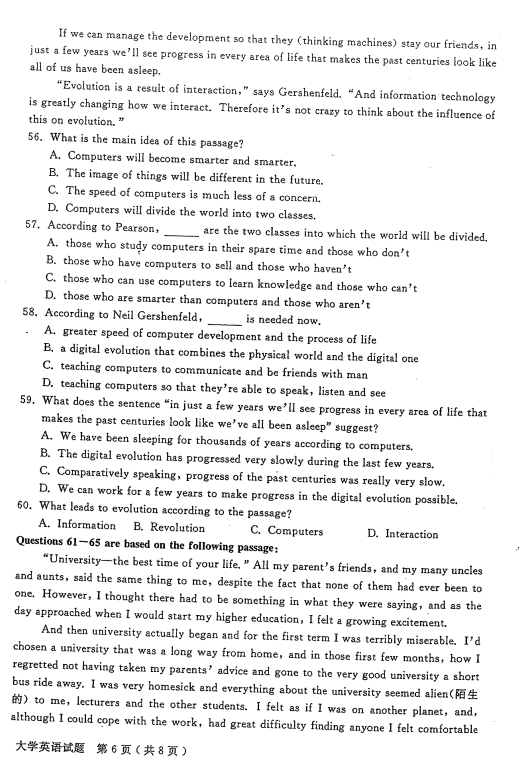 If we can manage the development so that they (thinking machines) stay our friends, in
just a few years we'll see progress in every area of life that makes the past centuries look like
all of us have been asleep.
"Evolution is a result of interaction," says Gershenfeld. "And information technology
is greatly changing how we interact. Therefore it's not crazy to think about the influence of
this on evolution."
56. What is the main idea of this passage?
A. Computers will become smarter and smarter.
B. The image of things will be different in the future.
C. The speed of computers is much less of a concern.
D. Computers will divide the world into two classes.
57. According to Pearson, ______ are the two classes into which the world will be divided.
A. those who study computers in their spare time and those who don't
B. those who have computers to sell and those who haven't
C. those who can use computers to learn knowledge and those who can't
D. those who are smarter than computers and those who aren't
58. According to Neil Gershenfeld, ______ is needed now.
A. greater speed of computer development and the process of life
B. a digital evolution that combines the physical world and the digital one
C. teaching computers to communicate and be friends with man
D. teaching computers so that they're able to speak, listen and see
59. What does the sentence "in just a few years we'll see progress in every area of life that
makes the past centuries look like we've all been asleep" suggest?
A. We have been sleeping for thousands of years according to computers.
B. The digital evolution has progressed very slowly during the last few years.
C. Comparatively speaking, progress of the past centuries was really very slow.
D. We can work for a few years to make progress in the digital evolution possible.
60. What leads to evolution according to the passage?
A. Information B. Revolution C. Computers D. Interaction
Questions 61—65 are based on the following passage:
"University—the best time of your life." All my parent's friends, and my many uncles
and aunts, said the same thing to me, despite the fact that none of them had ever been to
one. However, I thought there had to be something in what they were saying, and as the
day approached when I would start my higher education, I felt a growing excitement.
And then university actually began and for the first term I was terribly miserable. I'd
chosen a university that was a long way from home, and in those first few months, how I
regretted not having taken my parents' advice and gone to the very good university a short
bus ride away. I was very homesick and everything about the university seemed alien(陌生
的) to me, lecturers and the other students. I felt as if I was on another planet, and,
although I could cope with the work, had great difficulty finding anyone I felt comfortable
大学英语试题 第 6 页 ( 共 8 页 )